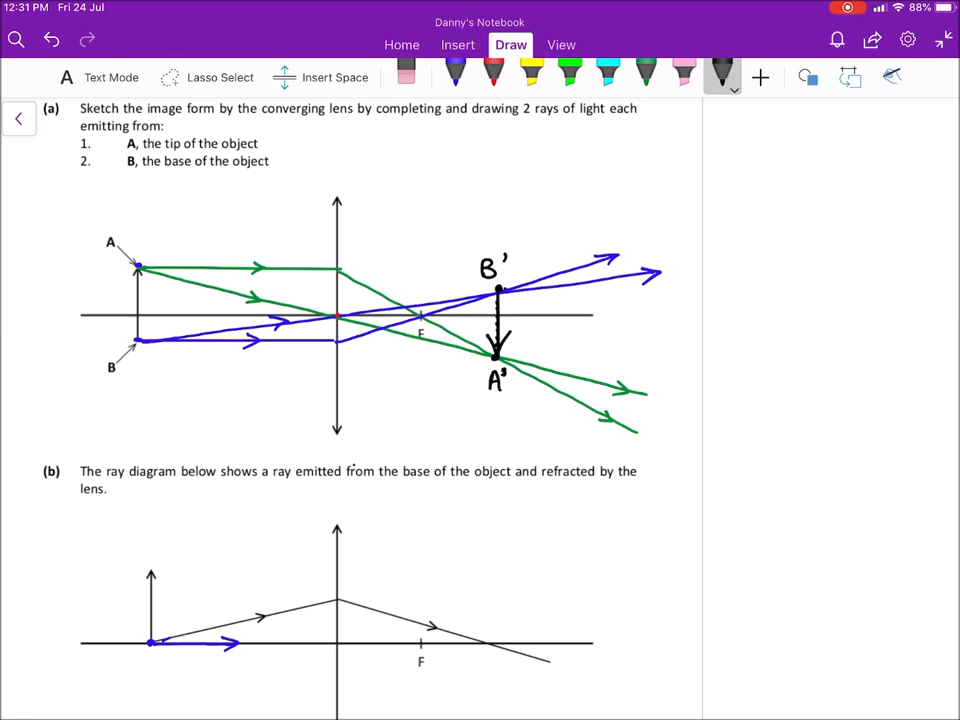 12:31 PM Fri 24 Jul
88%
Danny's Notebook
Home Insert Draw View
A Text Mode Lasso Select Insert Space
(a) Sketch the image form by the converging lens by completing and drawing 2 rays of light each
emitting from:
1. A, the tip of the object
2. B, the base of the object
A
B'
F
B
A'
(b) The ray diagram below shows a ray emitted from the base of the object and refracted by the
lens.
F